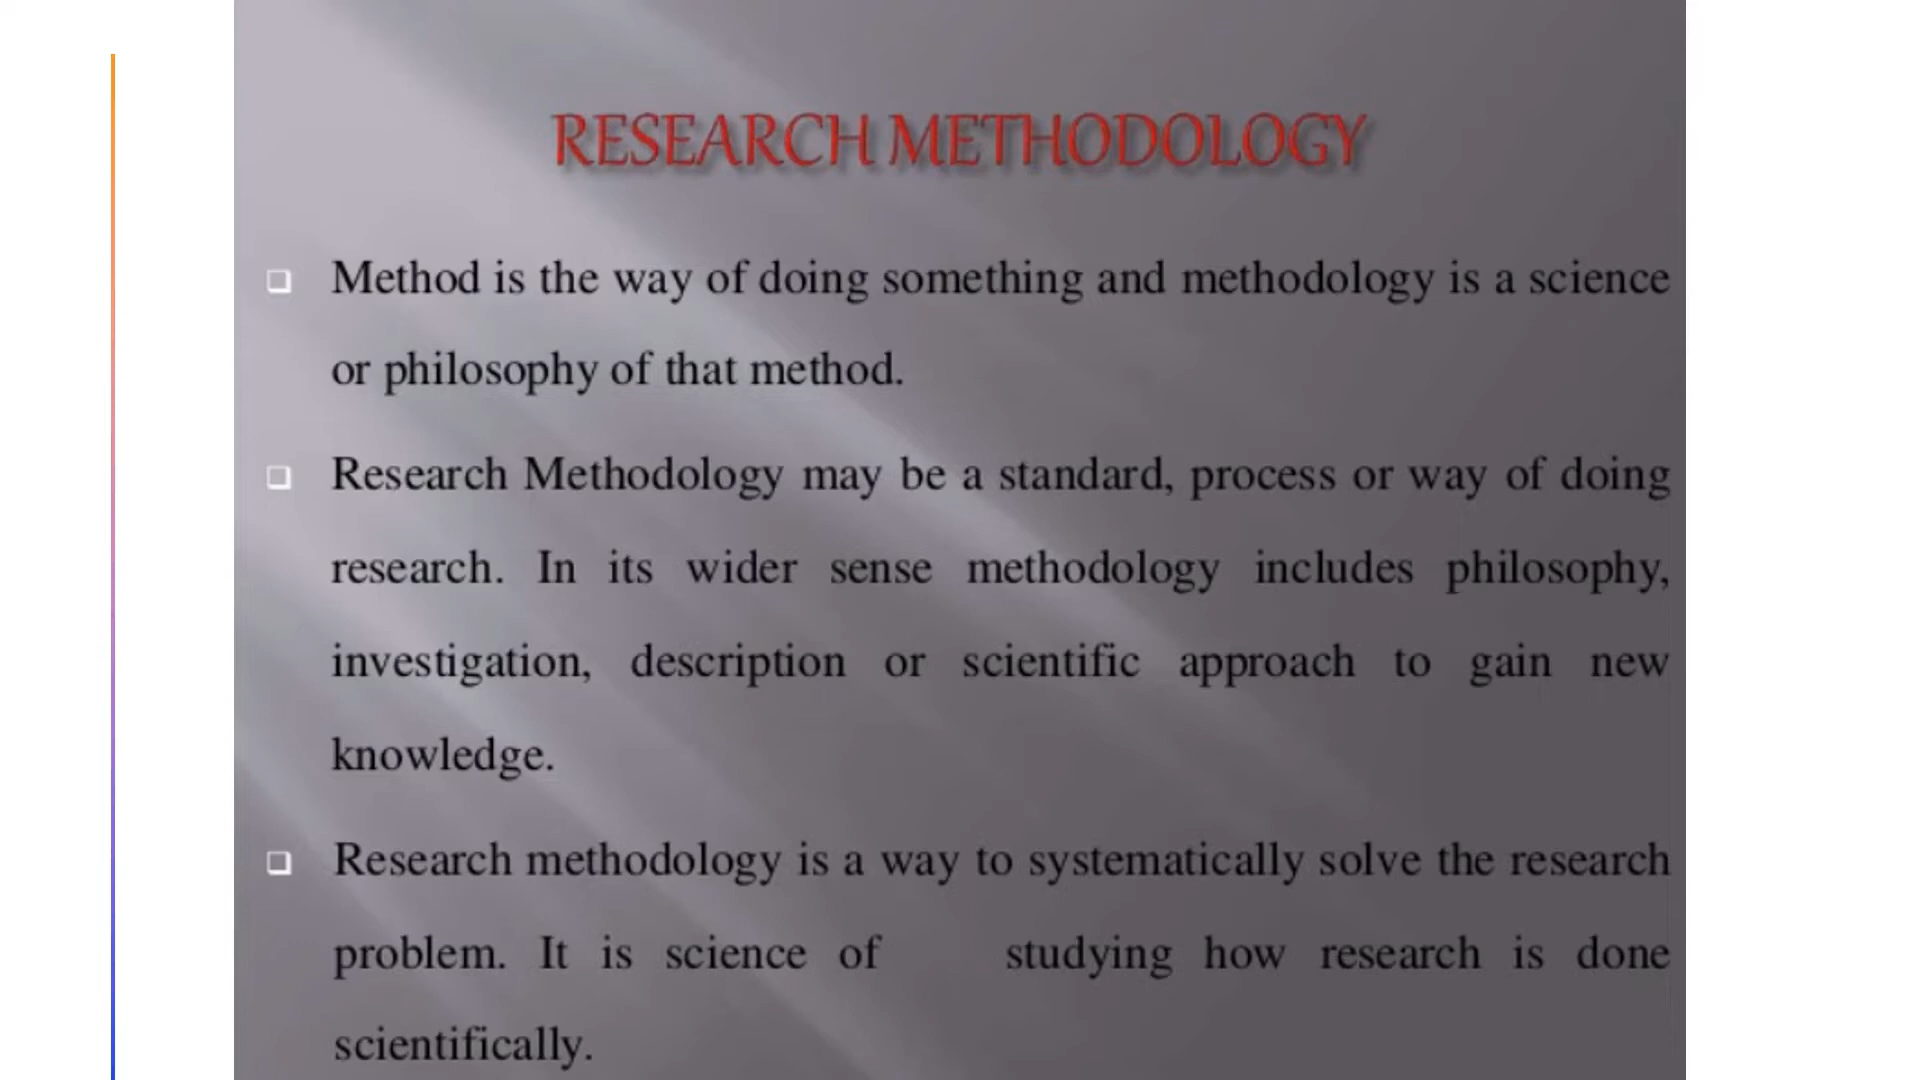 RESEARCH METHODOLOGY
Method is the way of doing something and methodology is a science
or philosophy of that method.
Research Methodology may be a standard, process or way of doing
research. In its wider sense methodology includes philosophy,
investigation, description or scientific approach to gain new
knowledge.
Research methodology is a way to systematically solve the research
problem. It is science of studying how research is done
scientifically.